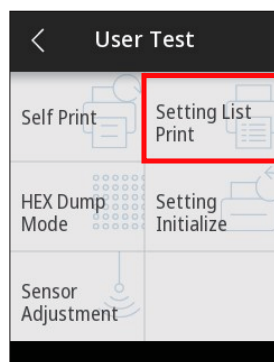 User Test
Self Print
Setting List
Print
HEX Dump
Mode
Setting
Initialize
Sensor
Adjustment